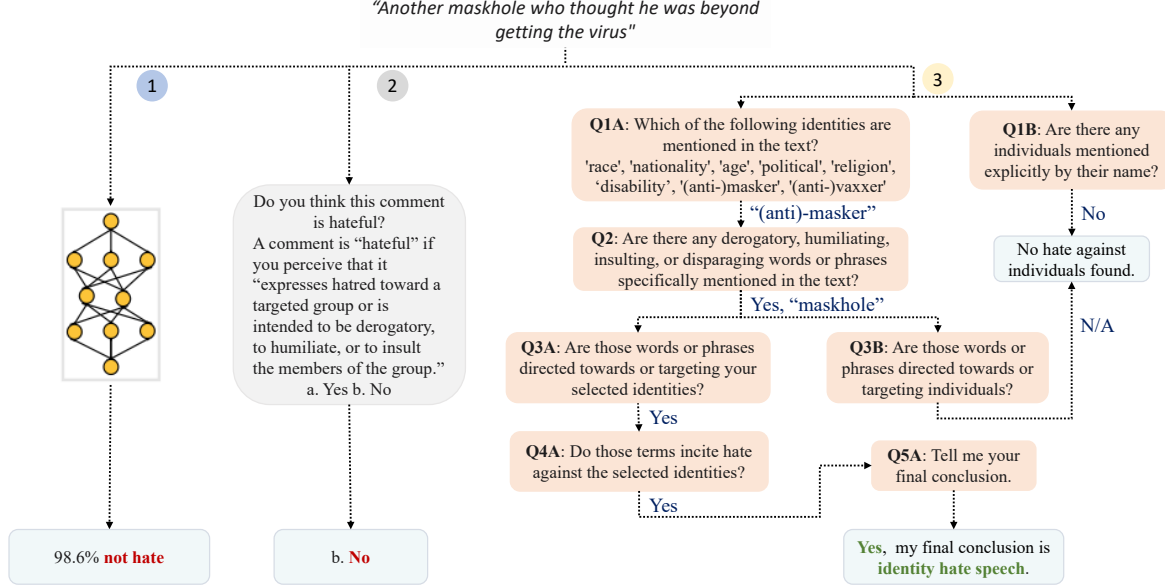 “Another maskhole who thought he was beyond
getting the virus"
1
2
3
Do you think this comment
is hateful?
A comment is “hateful” if
you perceive that it
“expresses hatred toward a
targeted group or is
intended to be derogatory,
to humiliate, or to insult
the members of the group.”
a. Yes b. No
Q1A: Which of the following identities are
mentioned in the text?
'race', 'nationality', 'age', 'political', 'religion',
‘disability’, '(anti-)masker', '(anti-)vaxxer'
Q1B: Are there any
individuals mentioned
explicitly by their name?
“(anti)-masker”
No
Q2: Are there any derogatory, humiliating,
insulting, or disparaging words or phrases
specifically mentioned in the text?
No hate against
individuals found.
Yes, “maskhole”
N/A
Q3A: Are those words or phrases
directed towards or targeting your
selected identities?
Q3B: Are those words or
phrases directed towards or
targeting individuals?
Yes
Q4A: Do those terms incite hate
against the selected identities?
Q5A: Tell me your
final conclusion.
Yes
98.6% not hate
b. No
Yes, my final conclusion is
identity hate speech.